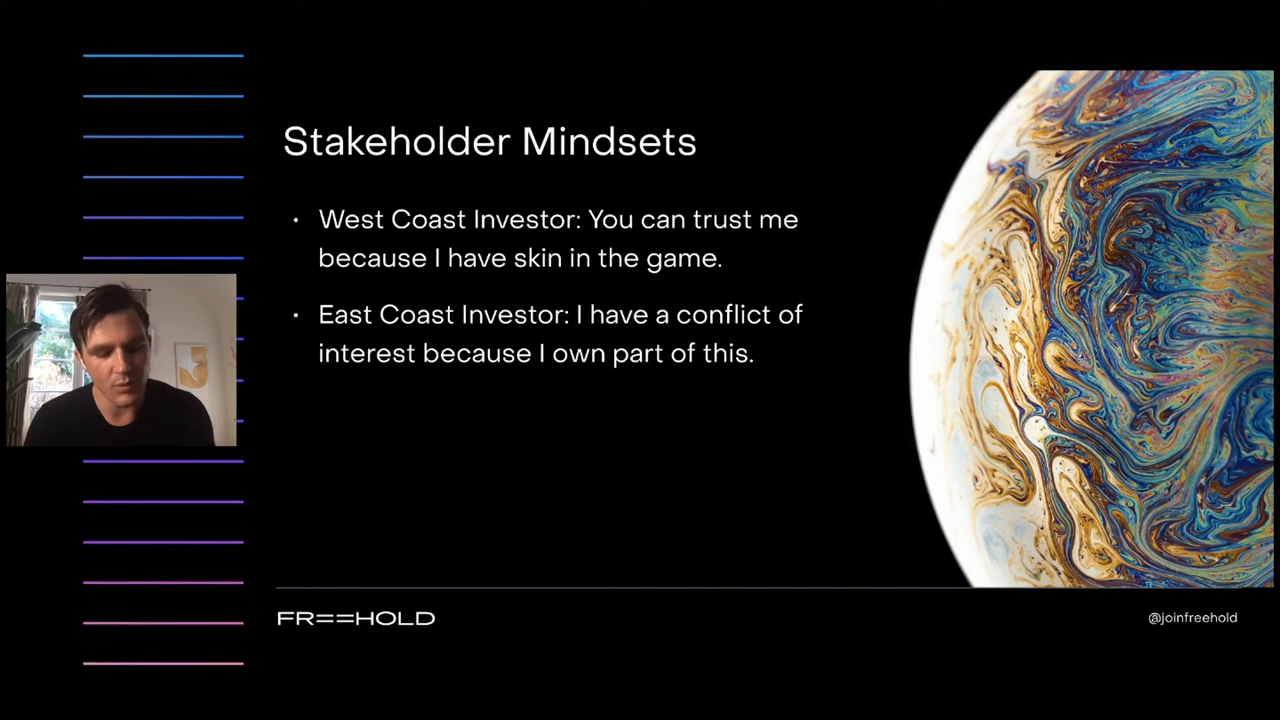 Stakeholder Mindsets
• West Coast Investor: You can trust me
because I have skin in the game.
• East Coast Investor: I have a conflict of
interest because I own part of this.
FR==HOLD
@joinfreehold